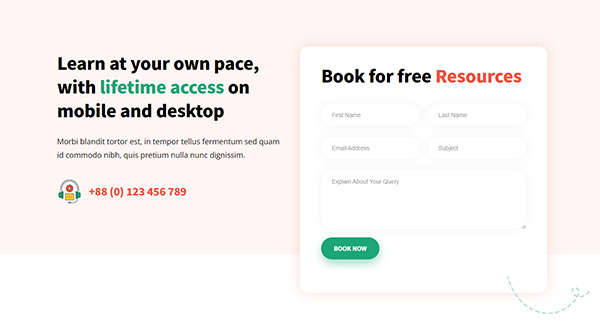 Learn at your own pace,
with lifetime access on
mobile and desktop
Morbi blandit tortor est, in tempor tellus fermentum sed quam
id commodo nibh, quis pretium nulla nunc dignissim.
+88 (0) 123 456 789
Book for free Resources
First Name
Last Name
Email Address
Subject
Explain About Your Query
BOOK NOW